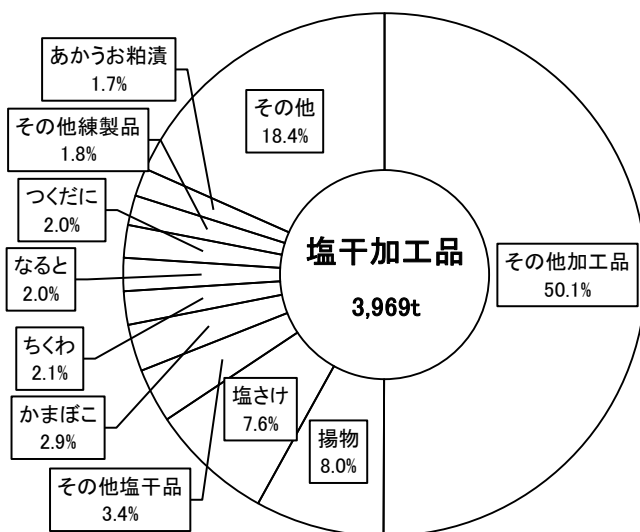 あかうお粕漬
1.7%
その他
18.4%
その他練製品
1.8%
つくだに
2.0%
なると
2.0%
ちくわ
2.1%
かまぼこ
2.9%
その他塩干品
3.4%
塩さけ
7.6%
揚物
8.0%
塩干加工品
3,969t
その他加工品
50.1%